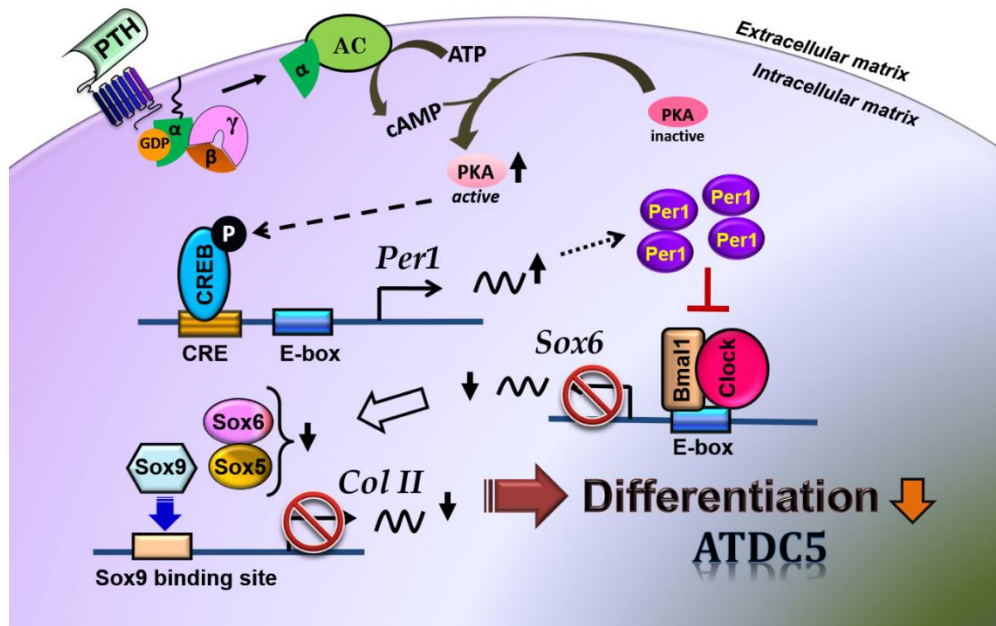 PTH
AC
α
ATP
Extracellular matrix
Intracellular matrix
α
γ
GDP
β
cAMP
PKA
inactive
PKA
active
Per1
Per1
Per1
Per1
P
CREB
Per1
CRE
E-box
Sox6
Bmal1
Clock
E-box
Sox6
Sox5
Sox9
Col II
Differentiation
ATDC5
Sox9 binding site